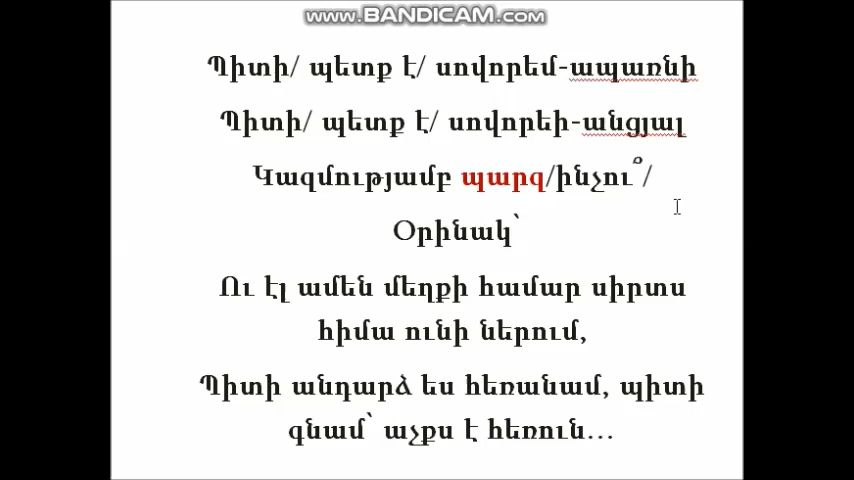 www.BANDICAM.com
Պիտի/ պետք է/ սովորեմ-ապառնի
Պիտի/ պետք է/ սովորեի-անցյալ
Կազմությամբ պարզ/ինչու՞/
Օրինակ՝
Ու էլ ամեն մեղքի համար սիրտս
հիմա ունի ներում,
Պիտի անդարձ ես հեռանամ, պիտի
գնամ՝ աչքս է հեռուն…